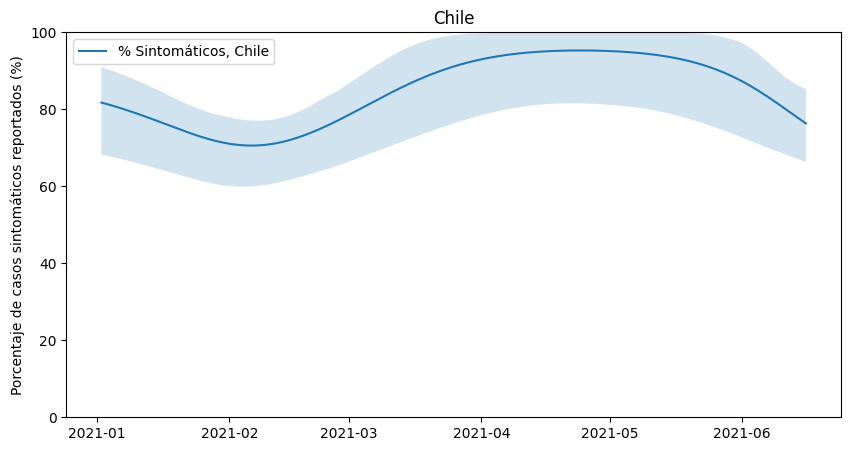 Chile
% Sintomáticos, Chile
Porcentaje de casos sintomáticos reportados (%)
100
80
60
40
20
0
2021-01 2021-02 2021-03 2021-04 2021-05 2021-06